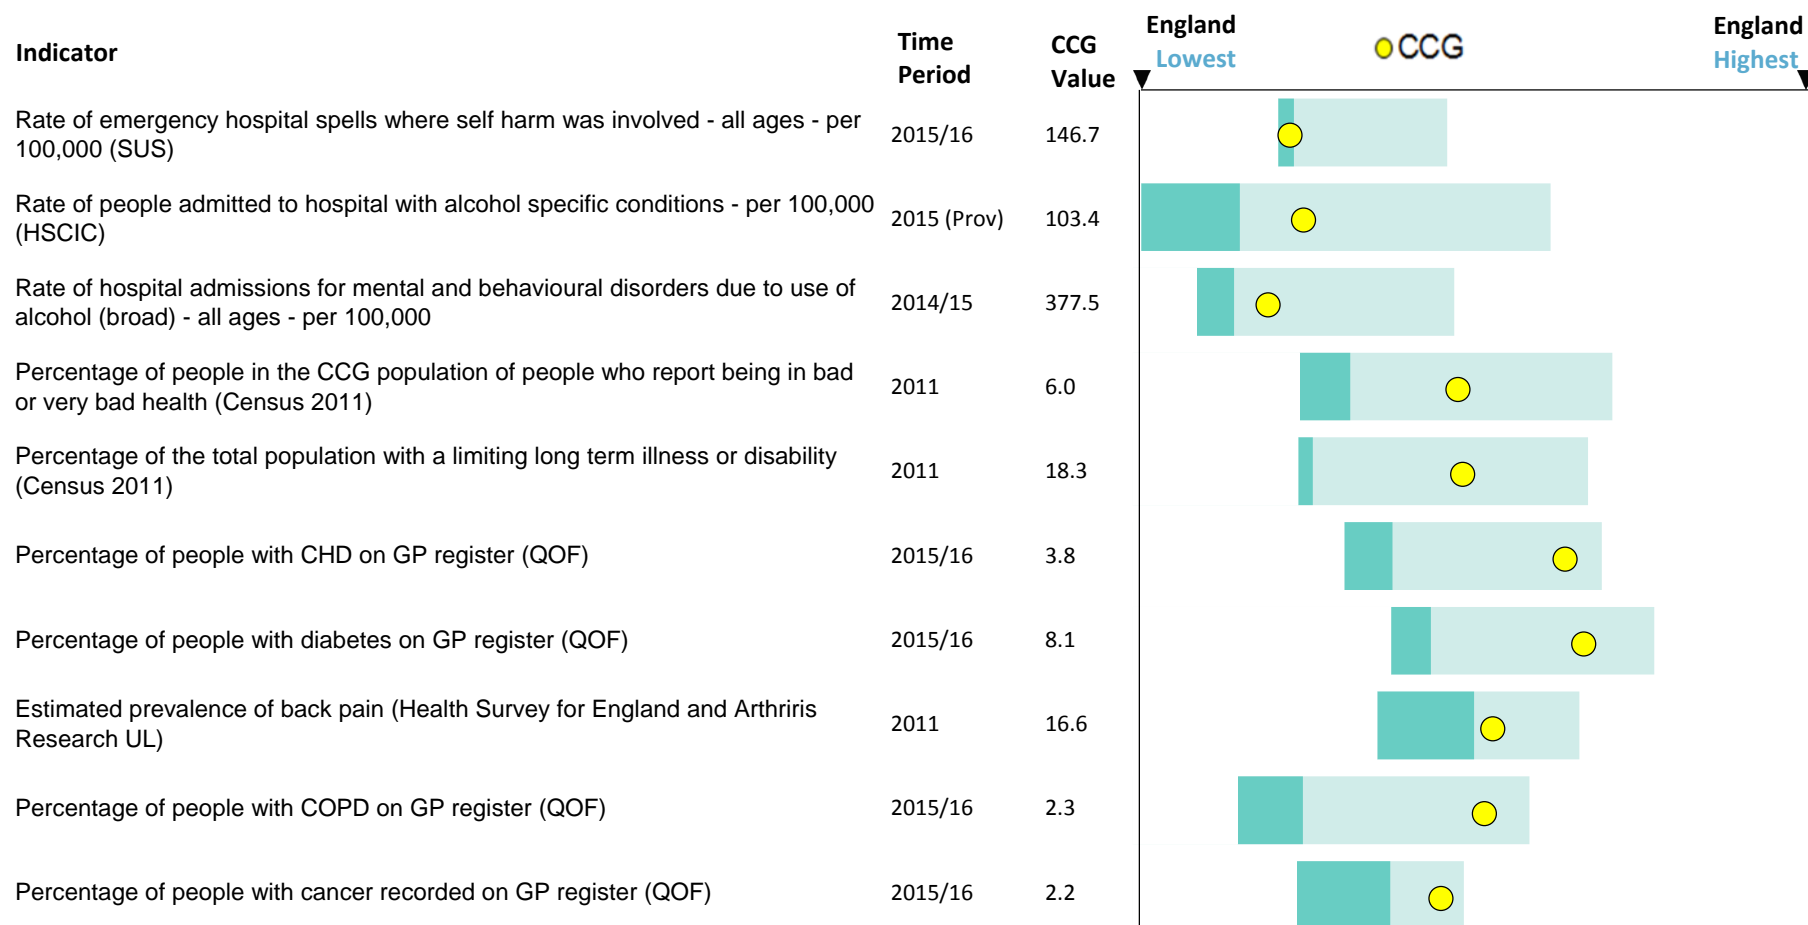 Indicator
Time
Period
CCG
Value
England
Lowest
CCG
England
Highest
Rate of emergency hospital spells where self harm was involved - all ages - per
100,000 (SUS)
2015/16
146.7
Rate of people admitted to hospital with alcohol specific conditions - per 100,000
(HSCIC)
2015 (Prov)
103.4
Rate of hospital admissions for mental and behavioural disorders due to use of
alcohol (broad) - all ages - per 100,000
2014/15
377.5
Percentage of people in the CCG population of people who report being in bad
or very bad health (Census 2011)
2011
6.0
Percentage of the total population with a limiting long term illness or disability
(Census 2011)
2011
18.3
Percentage of people with CHD on GP register (QOF)
2015/16
3.8
Percentage of people with diabetes on GP register (QOF)
2015/16
8.1
Estimated prevalence of back pain (Health Survey for England and Arthriris
Research UL)
2011
16.6
Percentage of people with COPD on GP register (QOF)
2015/16
2.3
Percentage of people with cancer recorded on GP register (QOF)
2015/16
2.2